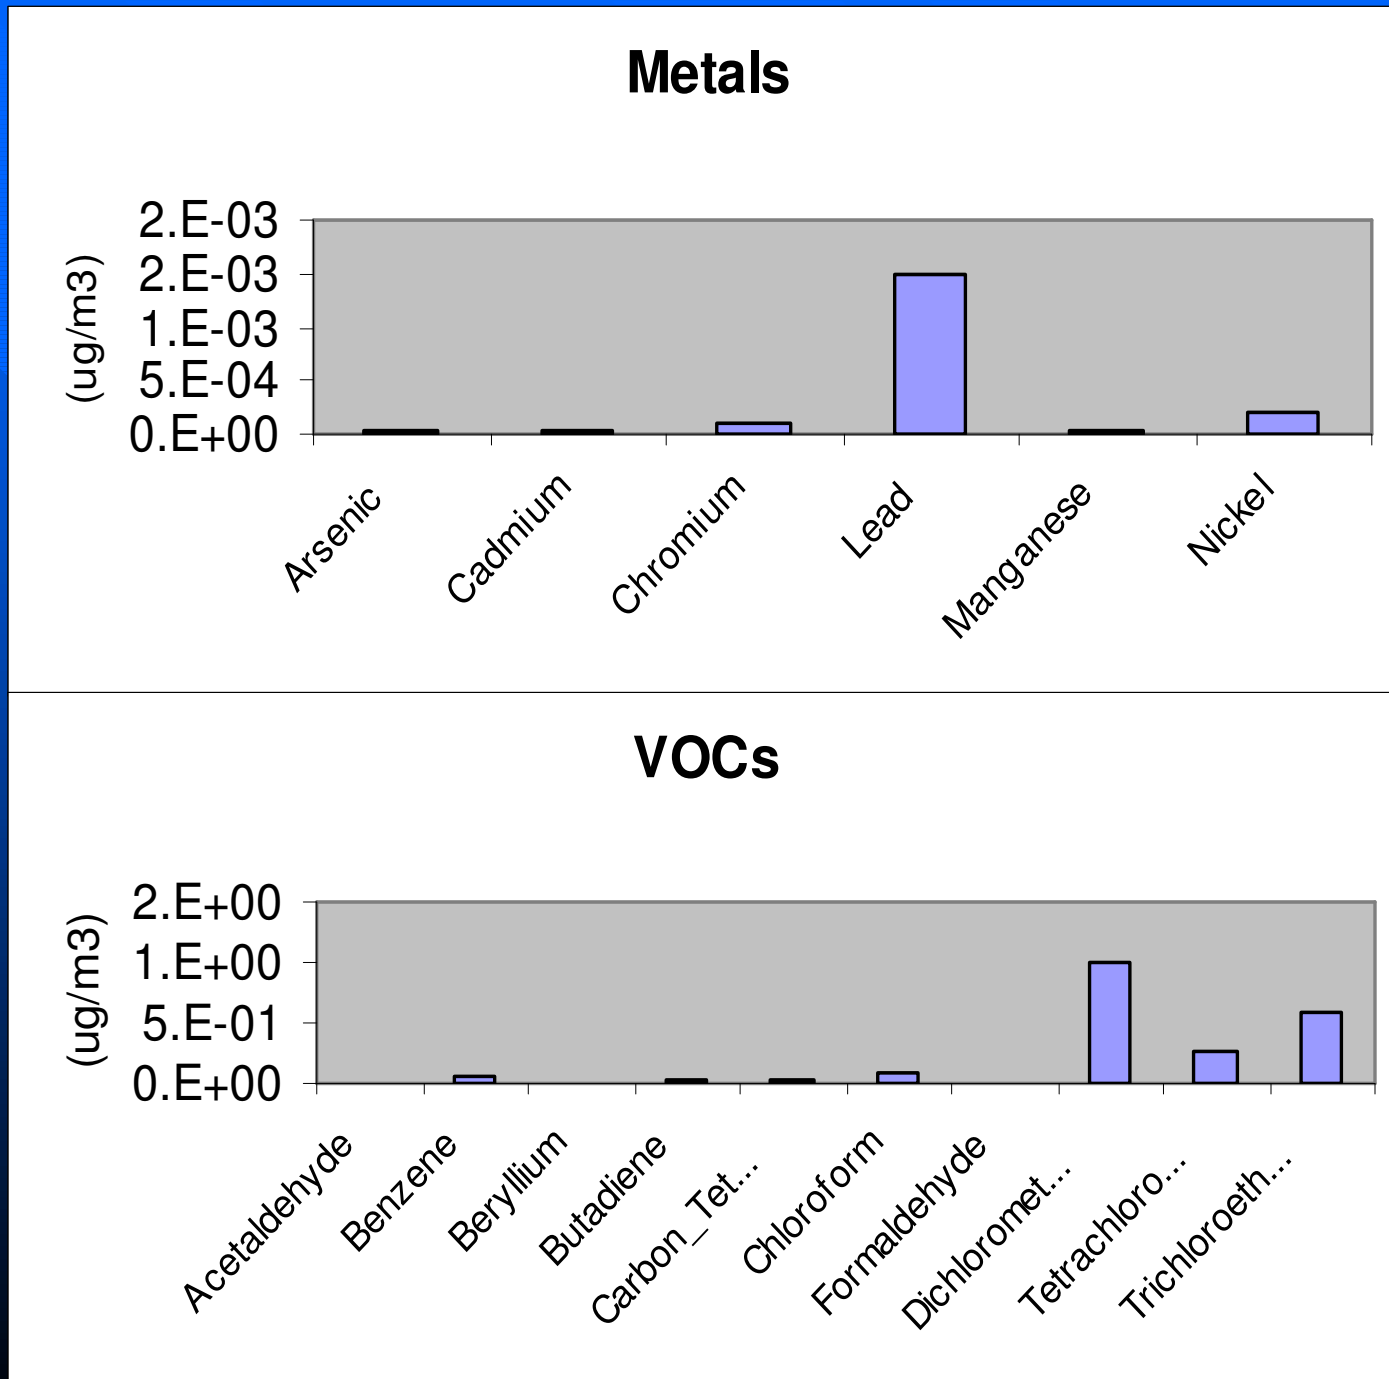 Metals
(ug/m3)
2.E-03
2.E-03
1.E-03
5.E-04
0.E+00
Arsenic
Cadmium
Chromium
Lead
Manganese
Nickel
VOCs
(ug/m3)
2.E+00
1.E+00
5.E-01
0.E+00
Acetaldehyde
Benzene
Beryllium
Butadiene
Carbon_Tet...
Chloroform
Formaldehyde
Dichloromet...
Tetrachloro...
Trichloroeth...